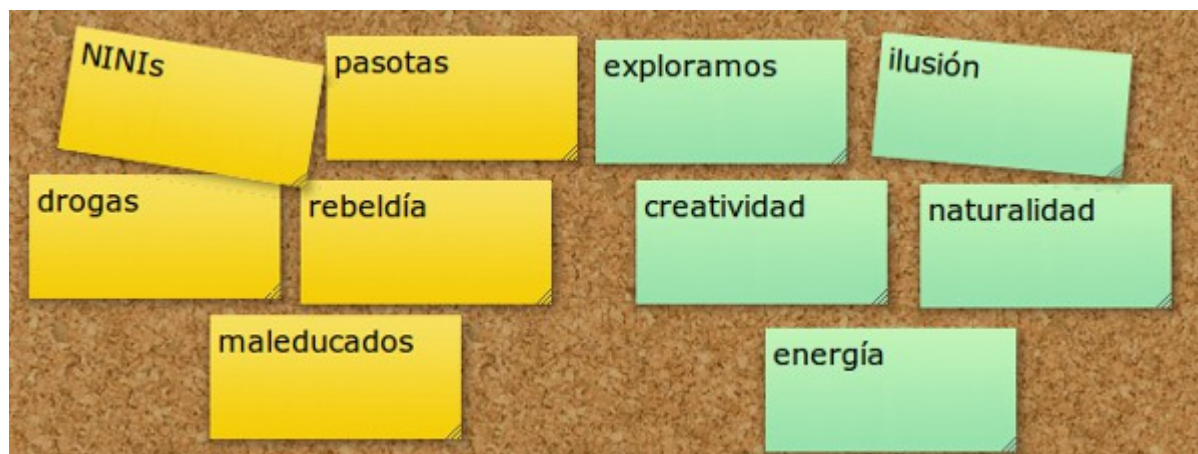 NINIs
pasotas
exploramos
ilusión
drogas
rebeldía
creatividad
naturalidad
maleducados
energía